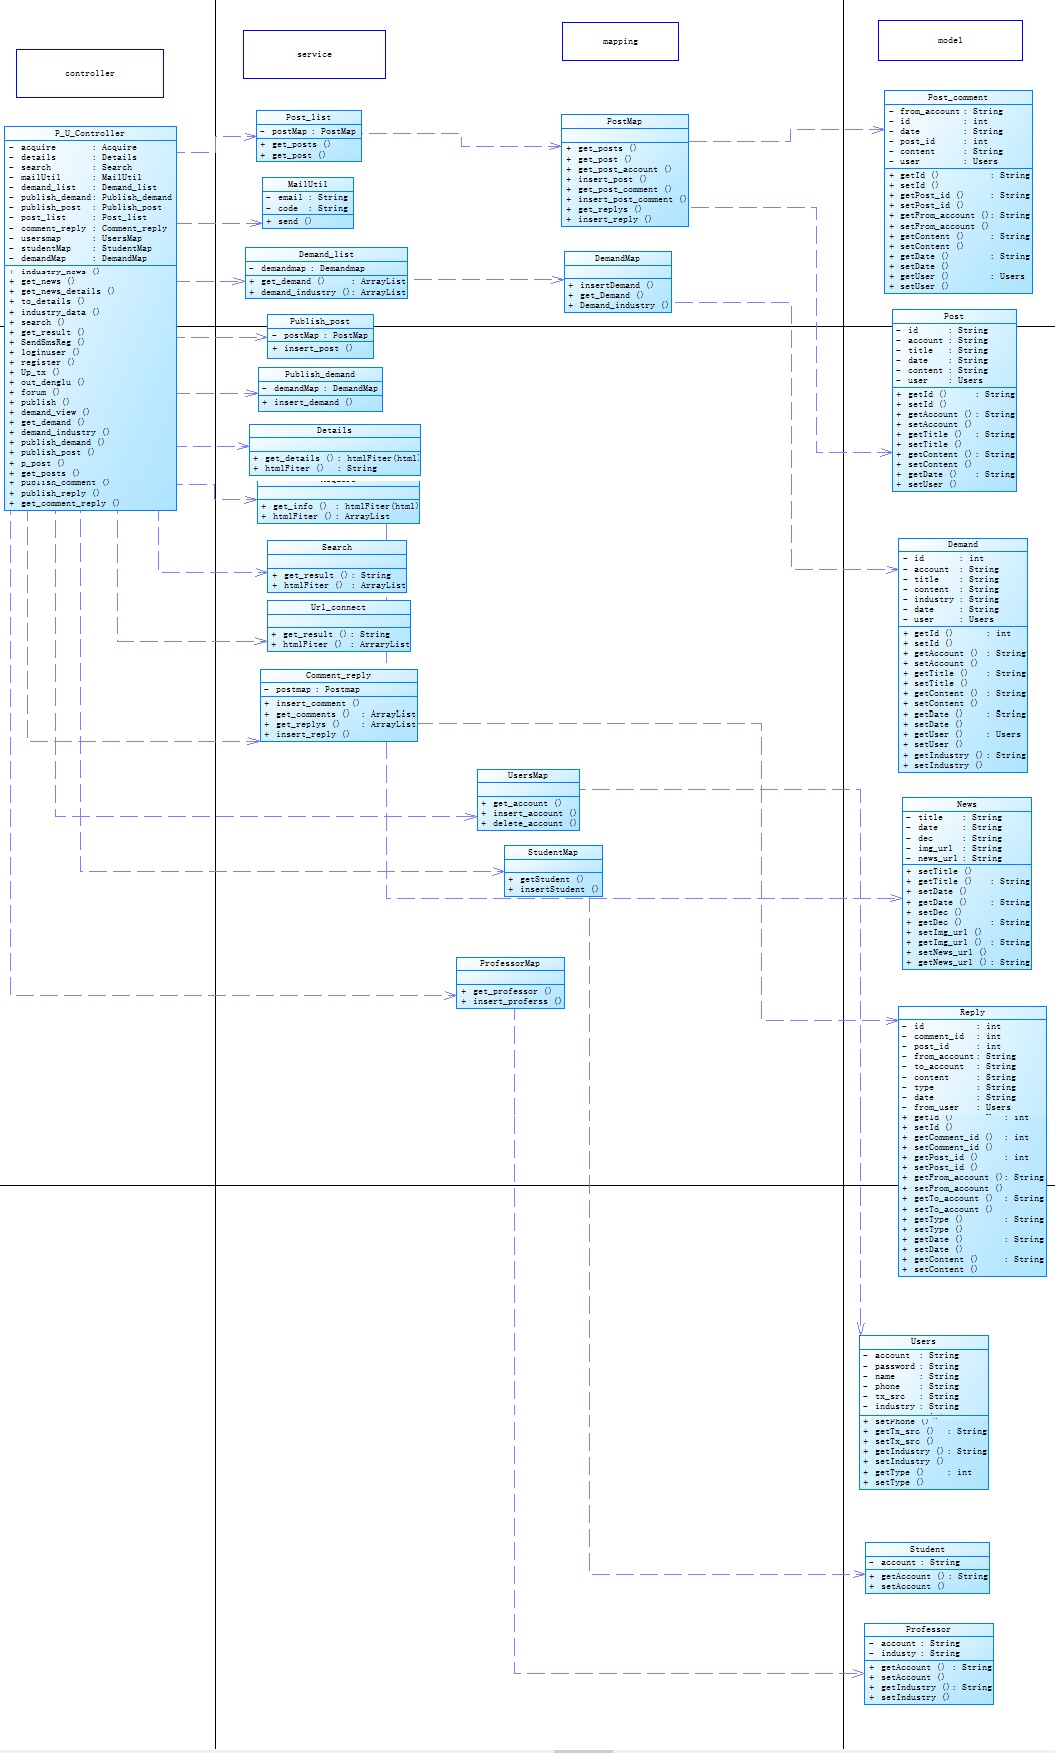 controller
service
mapping
model
P_U_Controller
- acquire : Acquire
- details : Details
- search : Search
- mailUtil : MailUtil
- demand_list : Demand_list
- publish_demand : Publish_demand
- publish_post : Publish_post
- post_list : Post_list
- comment_reply : Comment_reply
- usersmap : UsersMap
- studentMap : StudentMap
- demandMap : DemandMap
+ industry_news ()
+ get_news ()
+ get_news_details ()
+ to_details ()
+ industry_data ()
+ search ()
+ get_result ()
+ SendSmsReg ()
+ loginuser ()
+ register ()
+ Up_tx ()
+ out_denglu ()
+ forum ()
+ publish ()
+ demand_view ()
+ get_demand ()
+ demand_industry ()
+ publish_demand ()
+ publish_post ()
+ p_post ()
+ get_posts ()
+ publish_comment ()
+ publish_reply ()
+ get_comment_reply ()
Post_list
- postMap : PostMap
+ get_posts ()
+ get_post ()
MailUtil
- email : String
- code : String
+ send ()
Demand_list
- demandmap : Demandmap
+ get_demand () : ArrayList
+ demand_industry () : ArrayList
Publish_post
- postMap : PostMap
+ insert_post ()
Publish_demand
- demandMap : DemandMap
+ insert_demand ()
Details
+ get_details () : htmlFiter(html
+ htmlFiter () : String
+ get_info () : htmlFiter(html)
+ htmlFiter () : ArrayList
Search
+ get_result () : String
+ htmlFiter () : ArrayList
Url_connect
+ get_result () : String
+ htmlFiter () : ArraryList
Comment_reply
- postmap : Postmap
+ insert_comment ()
+ get_comments () : ArrayList
+ get_replys () : ArrayList
+ insert_reply ()
PostMap
+ get_posts ()
+ get_post ()
+ get_post_account ()
+ insert_post ()
+ get_post_comment ()
+ insert_post_comment ()
+ get_replys ()
+ insert_reply ()
DemandMap
+ insertDemand ()
+ get_Demand ()
+ Demand_industry ()
UsersMap
+ get_account ()
+ insert_account ()
+ delete_account ()
StudentMap
+ getStudent ()
+ insertStudent ()
ProfessorMap
+ get_professor ()
+ insert_proferss ()
Post_comment
- from_account : String
- id : int
- date : String
- post_id : int
- content : String
- user : Users
+ getId () : String
+ setId ()
+ getPost_id () : String
+ setPost_id ()
+ getFrom_account () : String
+ setFrom_account ()
+ getContent () : String
+ setContent ()
+ getDate () : String
+ setDate ()
+ getUser () : Users
+ setUser ()
Post
- id : String
- account : String
- title : String
- date : String
- content : String
- user : Users
+ getId () : String
+ setId ()
+ getAccount () : String
+ setAccount ()
+ getTitle () : String
+ setTitle ()
+ getContent () : String
+ setContent ()
+ getDate () : String
+ setUser ()
Demand
- id : int
- account : String
- title : String
- content : String
- industry : String
- date : String
- user : Users
+ getId () : int
+ setId ()
+ getAccount () : String
+ setAccount ()
+ getTitle () : String
+ setTitle ()
+ getContent () : String
+ setContent ()
+ getDate () : String
+ setDate ()
+ getUser () : Users
+ setUser ()
+ getIndustry () : String
+ setIndustry ()
News
- title : String
- date : String
- dec : String
- img_url : String
- news_url : String
+ setTitle ()
+ getTitle () : String
+ setDate ()
+ getDate () : String
+ setDec ()
+ getDec () : String
+ setImg_url ()
+ getImg_url () : String
+ setNews_url ()
+ getNews_url () : String
Reply
- id : int
- comment_id : int
- post_id : int
- from_account : String
- to_account : String
- content : String
- type : String
- date : String
- from_user : Users
+ getId () : int
+ setId ()
+ getComment_id () : int
+ setComment_id ()
+ getPost_id () : int
+ setPost_id ()
+ getFrom_account () : String
+ setFrom_account ()
+ getTo_account () : String
+ setTo_account ()
+ getType () : String
+ setType ()
+ getDate () : String
+ setDate ()
+ getContent () : String
+ setContent ()
Users
- account : String
- password : String
- name : String
- phone : String
- tx_src : String
- industry : String
+ setPhone ()
+ getTx_src () : String
+ setTx_src ()
+ getIndustry () : String
+ setIndustry ()
+ getType () : int
+ setType ()
Student
- account : String
+ getAccount () : String
+ setAccount ()
Professor
- account : String
- industy : String
+ getAccount () : String
+ setAccount ()
+ getIndustry () : String
+ setIndustry ()